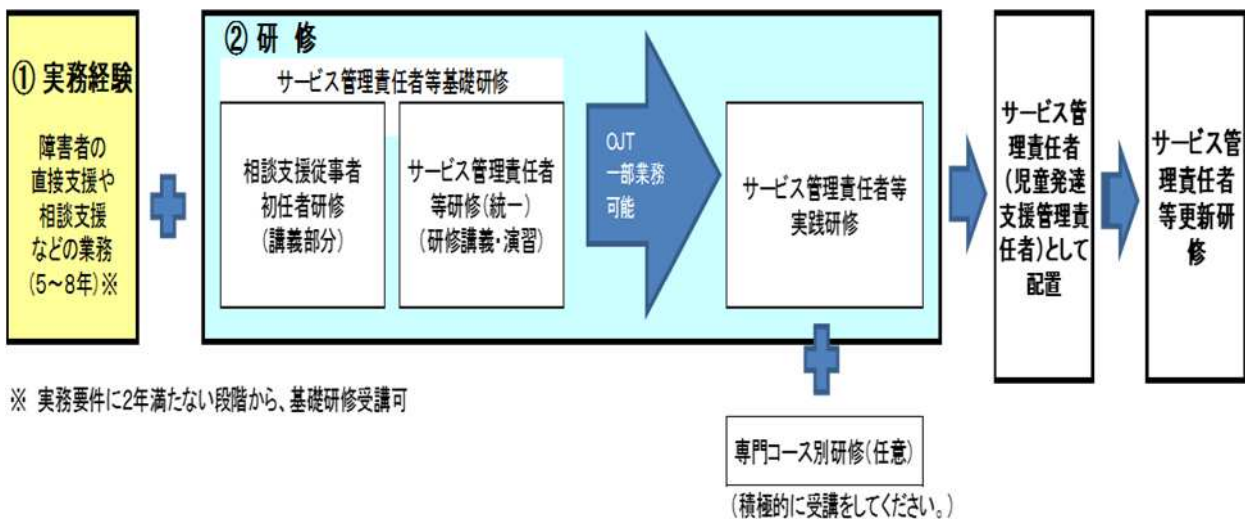 ① 実務経験
障害者の
直接支援や
相談支援
などの業務
(5～8年)※
② 研 修
サービス管理責任者等基礎研修
相談支援従事者
初任者研修
(講義部分)
サービス管理責任者
等研修(統一)
(研修講義・演習)
OJT
一部業務
可能
サービス管理責任者等
実践研修
サービス管
理責任者
(児童発達
支援管理責
任者)として
配置
サービス管
理責任者
等更新研
修
※ 実務要件に2年満たない段階から、基礎研修受講可
専門コース別研修(任意)
(積極的に受講をしてください。)